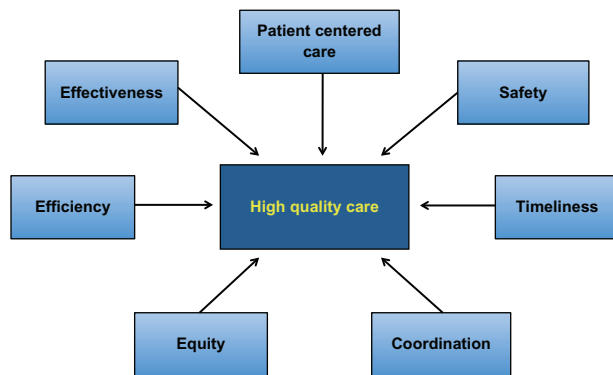 Patient centered
care
Effectiveness
Safety
Efficiency
High quality care
Timeliness
Equity
Coordination